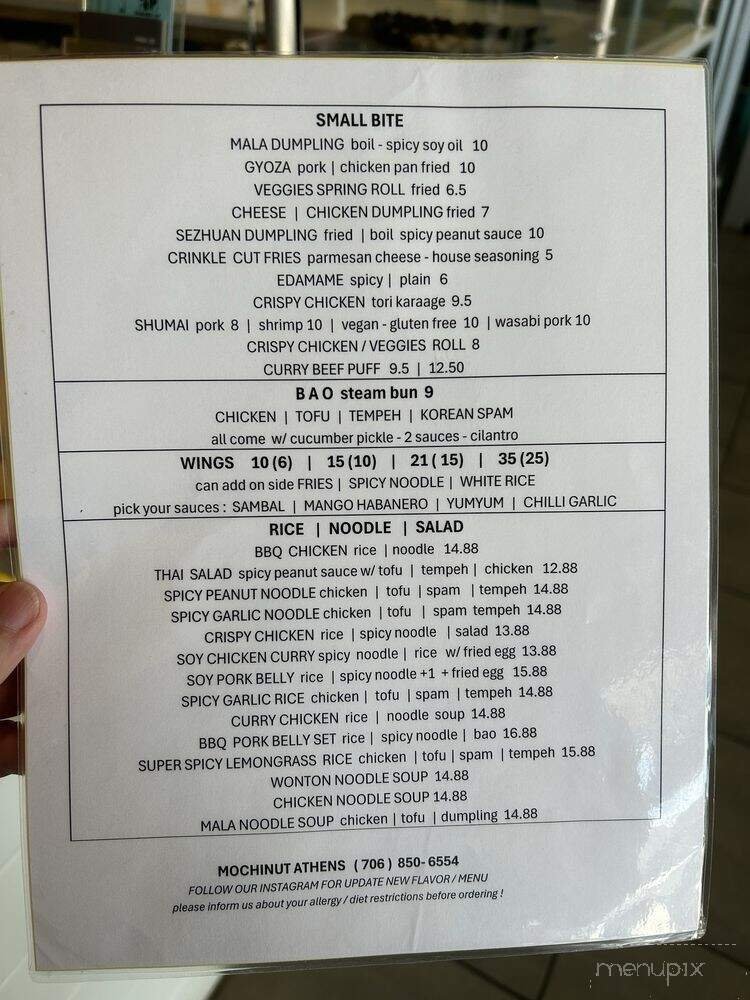 SMALL BITE
MALA DUMPLING boil - spicy soy oil 10
GYOZA pork | chicken pan fried 10
VEGGIES SPRING ROLL fried 6.5
CHEESE | CHICKEN DUMPLING fried 7
SEZHUAN DUMPLING fried | boil spicy peanut sauce 10
CRINKLE CUT FRIES parmesan cheese - house seasoning 5
EDAMAME spicy | plain 6
CRISPY CHICKEN tori karaage 9.5
SHUMAI pork 8 | shrimp 10 | vegan - gluten free 10 | wasabi pork 10
CRISPY CHICKEN / VEGGIES ROLL 8
CURRY BEEF PUFF 9.5 | 12.50
B A O steam bun 9
CHICKEN | TOFU | TEMPEH | KOREAN SPAM
all come w/ cucumber pickle - 2 sauces - cilantro
WINGS 10 (6) | 15 (10) | 21 ( 15) | 35 (25)
can add on side FRIES | SPICY NOODLE | WHITE RICE
pick your sauces : SAMBAL | MANGO HABANERO | YUMYUM | CHILLI GARLIC
RICE | NOODLE | SALAD
BBQ CHICKEN rice | noodle 14.88
THAI SALAD spicy peanut sauce w/ tofu | tempeh | chicken 12.88
SPICY PEANUT NOODLE chicken | tofu | spam | tempeh 14.88
SPICY GARLIC NOODLE chicken | tofu | spam tempeh 14.88
CRISPY CHICKEN rice | spicy noodle | salad 13.88
SOY CHICKEN CURRY spicy noodle | rice w/ fried egg 13.88
SOY PORK BELLY rice | spicy noodle +1 + fried egg 15.88
SPICY GARLIC RICE chicken | tofu | spam | tempeh 14.88
CURRY CHICKEN rice | noodle soup 14.88
BBQ PORK BELLY SET rice | spicy noodle | bao 16.88
SUPER SPICY LEMONGRASS RICE chicken | tofu | spam | tempeh 15.88
WONTON NOODLE SOUP 14.88
CHICKEN NOODLE SOUP 14.88
MALA NOODLE SOUP chicken | tofu | dumpling 14.88
MOCHINUT ATHENS ( 706 ) 850- 6554
FOLLOW OUR INSTAGRAM FOR UPDATE NEW FLAVOR / MENU
please inform us about your allergy / diet restrictions before ordering !
menupix